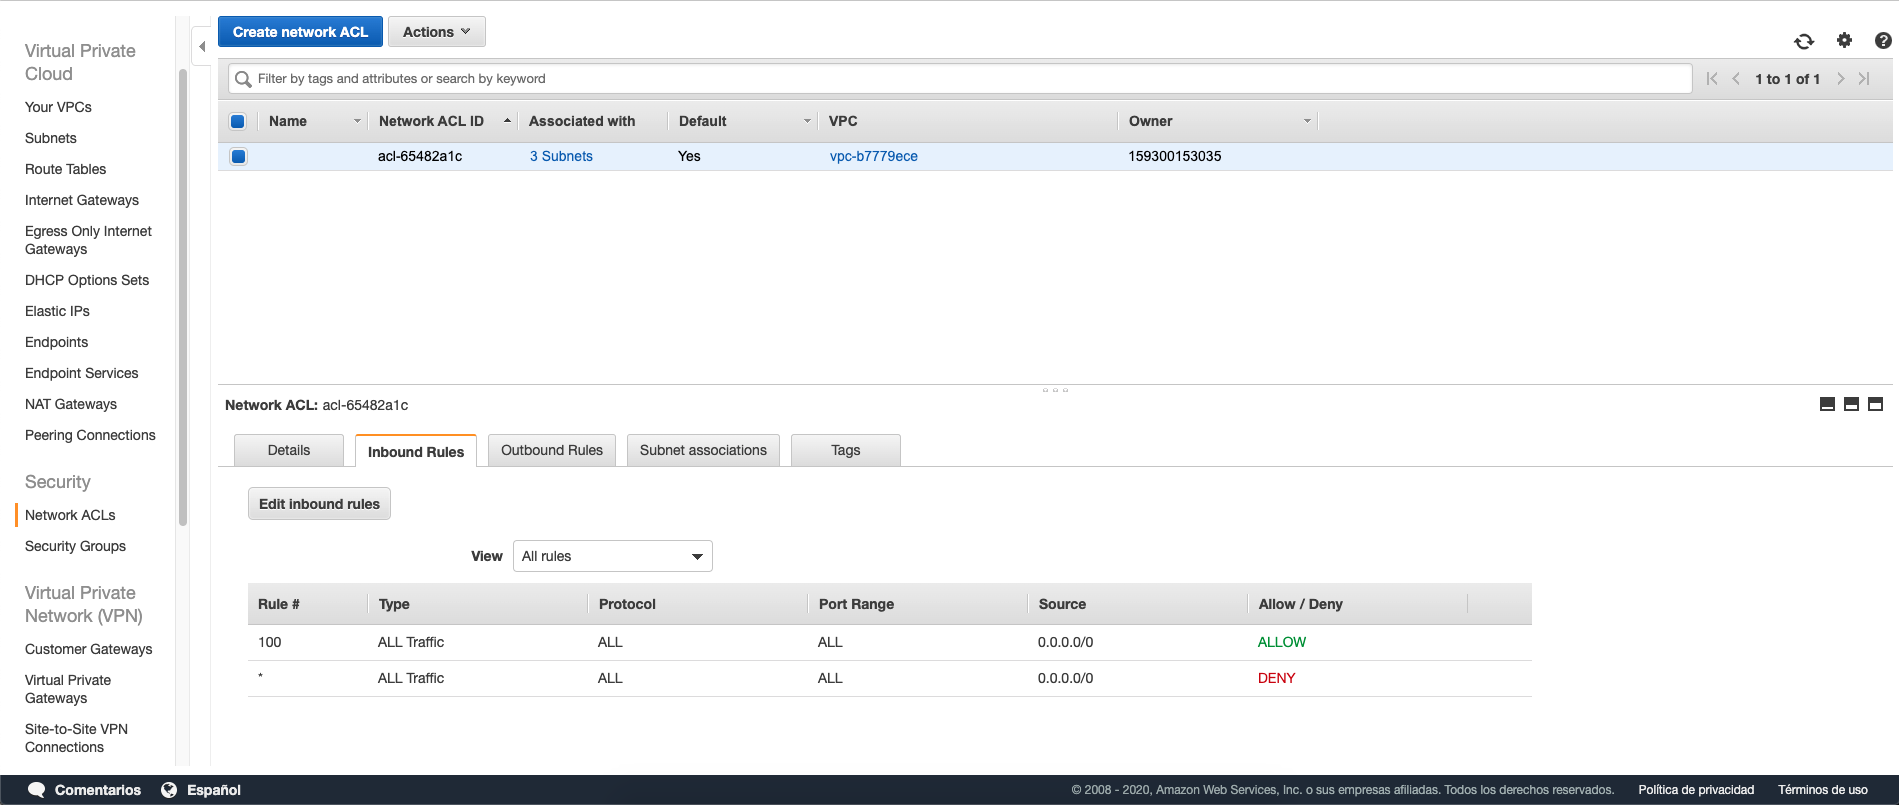 Virtual Private
Cloud
Your VPCs
Subnets
Route Tables
Internet Gateways
Egress Only Internet
Gateways
DHCP Options Sets
Elastic IPs
Endpoints
Endpoint Services
NAT Gateways
Peering Connections
Security
Network ACLs
Security Groups
Virtual Private
Network (VPN)
Customer Gateways
Virtual Private
Gateways
Site-to-Site VPN
Connections
Create network ACL Actions
Filter by tags and attributes or search by keyword 1 to 1 of 1
Name Network ACL ID Associated with Default VPC Owner
acl-65482a1c 3 Subnets Yes vpc-b7779ece 159300153035
Network ACL: acl-65482a1c
Details Inbound Rules Outbound Rules Subnet associations Tags
Edit inbound rules
View All rules
Rule # Type Protocol Port Range Source Allow / Deny
100 ALL Traffic ALL ALL 0.0.0.0/0 ALLOW
* ALL Traffic ALL ALL 0.0.0.0/0 DENY
Comentarios Español © 2008 - 2020, Amazon Web Services, Inc. o sus empresas afiliadas. Todos los derechos reservados. Política de privacidad Términos de uso